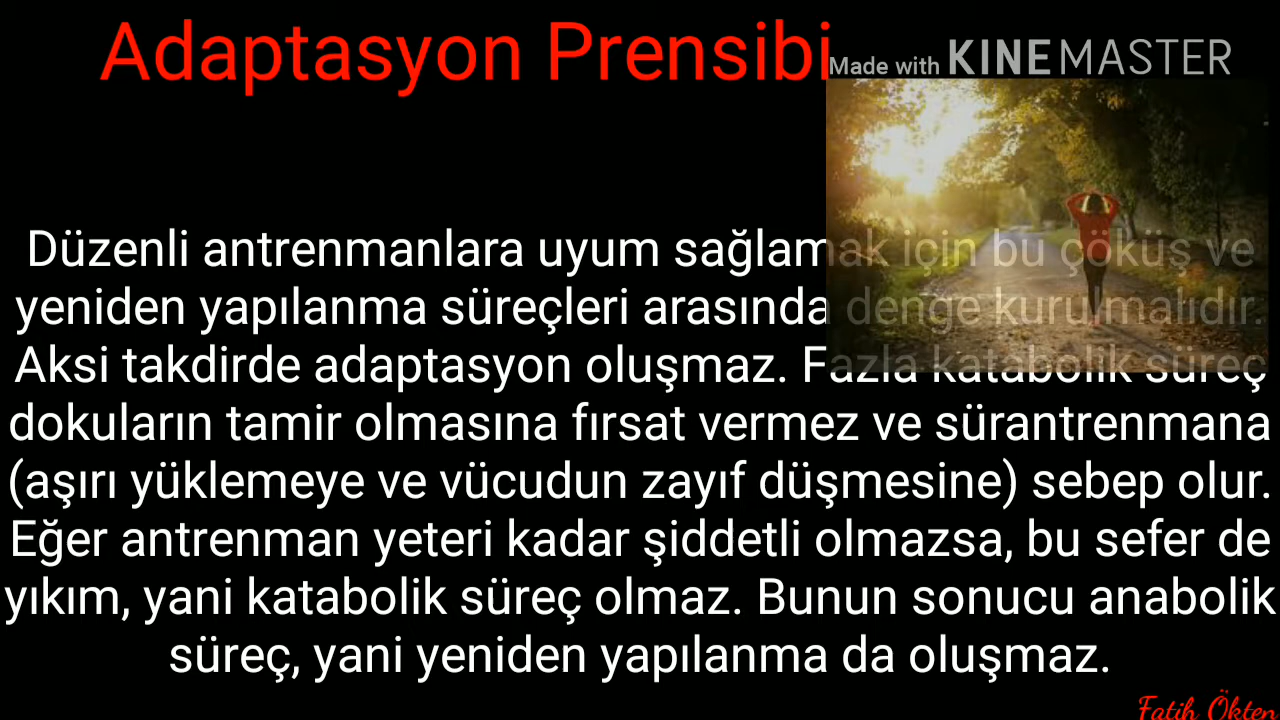 Adaptasyon Prensibi
Made with KINEMASTER
Düzenli antrenmanlara uyum sağlamak için bu çöküş ve
yeniden yapılanma süreçleri arasında denge kurulmalıdır.
Aksi takdirde adaptasyon oluşmaz. Fazla katabolik süreç
dokuların tamir olmasına fırsat vermez ve sürantrenmana
(aşırı yüklemeye ve vücudun zayıf düşmesine) sebep olur.
Eğer antrenman yeteri kadar şiddetli olmazsa, bu sefer de
yıkım, yani katabolik süreç olmaz. Bunun sonucu anabolik
süreç, yani yeniden yapılanma da oluşmaz.
Fatih Ökten